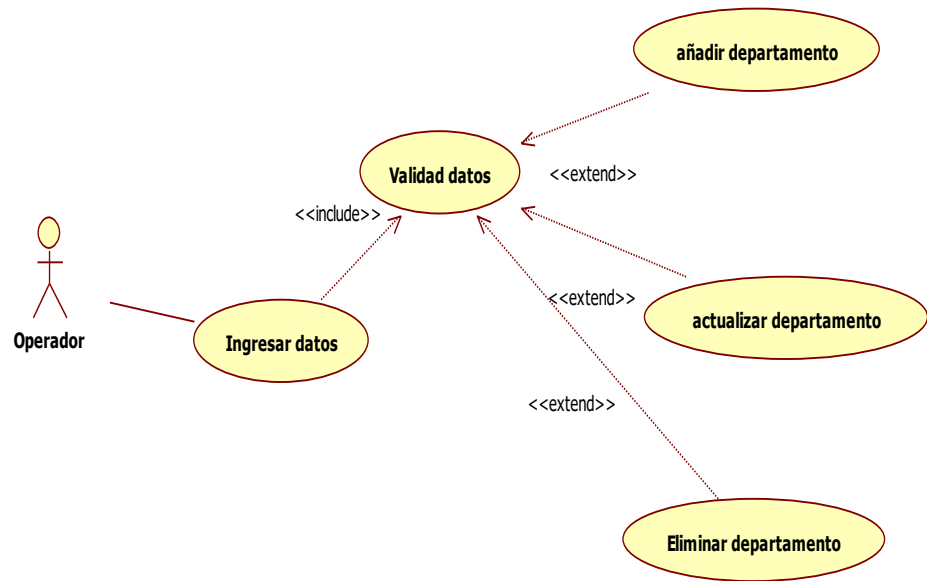 añadir departamento
Validad datos
<<extend>>
<<include>>
<<extend>>
actualizar departamento
Operador
Ingresar datos
<<extend>>
Eliminar departamento